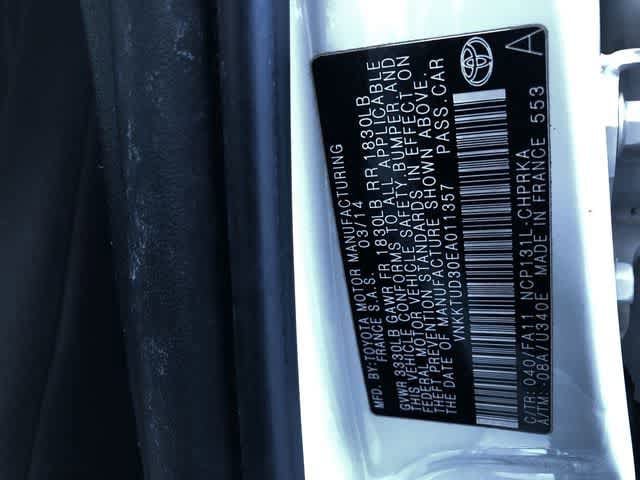 MFD. BY:TOYOTA MOTOR MANUFACTURING
FRANCE S.A.S. 03/14
GVWR 3330LB GAWR FR 1830LB RR 1830LB
THIS VEHICLE CONFORMS TO ALL APPLICABLE
FEDERAL MOTOR VEHICLE SAFETY, BUMPER, AND
THEFT PREVENTION STANDARDS IN EFFECT ON
THE DATE OF MANUFACTURE SHOWN ABOVE.
VNKKTUD30EA011357 PASS.CAR
C/TR: 040/FA11 NCP131L-CHPRKA
A/TM: -08A/U340E MADE IN FRANCE 553
A